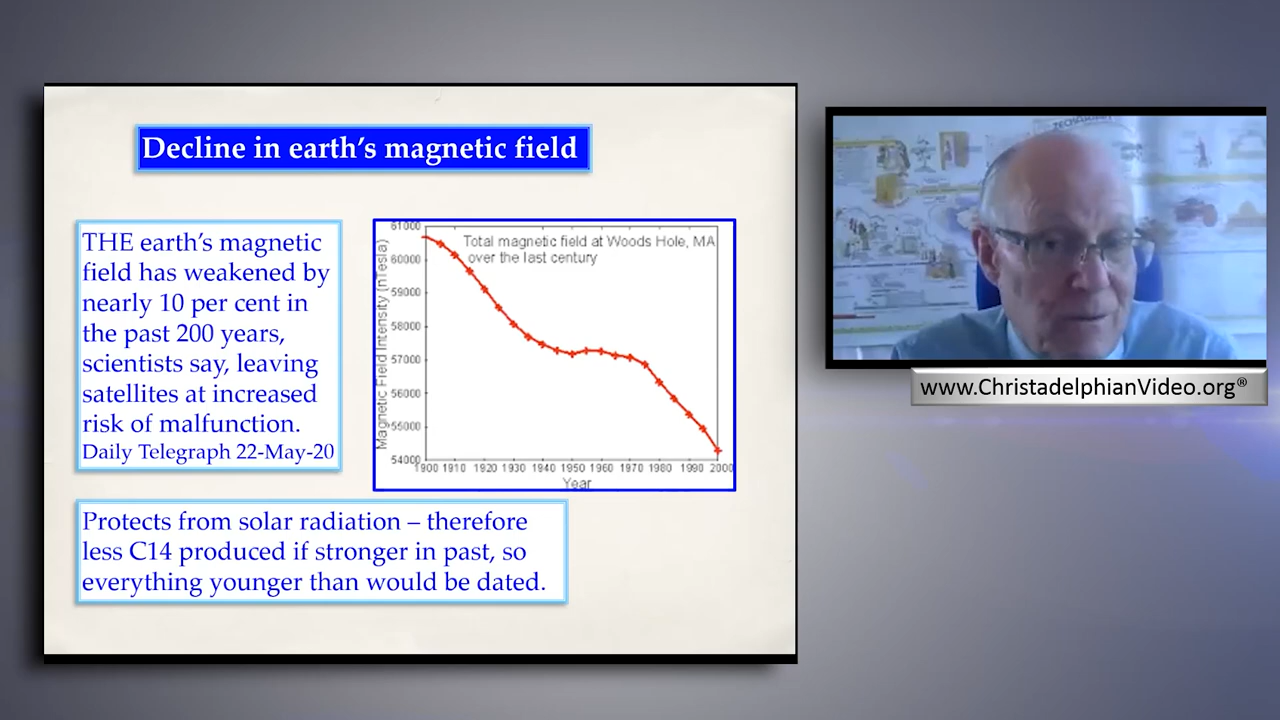 Decline in earth's magnetic field
THE earth's magnetic
field has weakened by
nearly 10 per cent in
the past 200 years,
scientists say, leaving
satellites at increased
risk of malfunction.
Daily Telegraph 22-May-20
Total magnetic field at Woods Hole, MA
over the last century
Magnetic Field Intensity (nTesla)
61000
60000
59000
58000
57000
56000
55000
54000
1900 1910 1920 1930 1940 1950 1960 1970 1980 1990 2000
Year
Protects from solar radiation – therefore
less C14 produced if stronger in past, so
everything younger than would be dated.
www.ChristadelphianVideo.org®